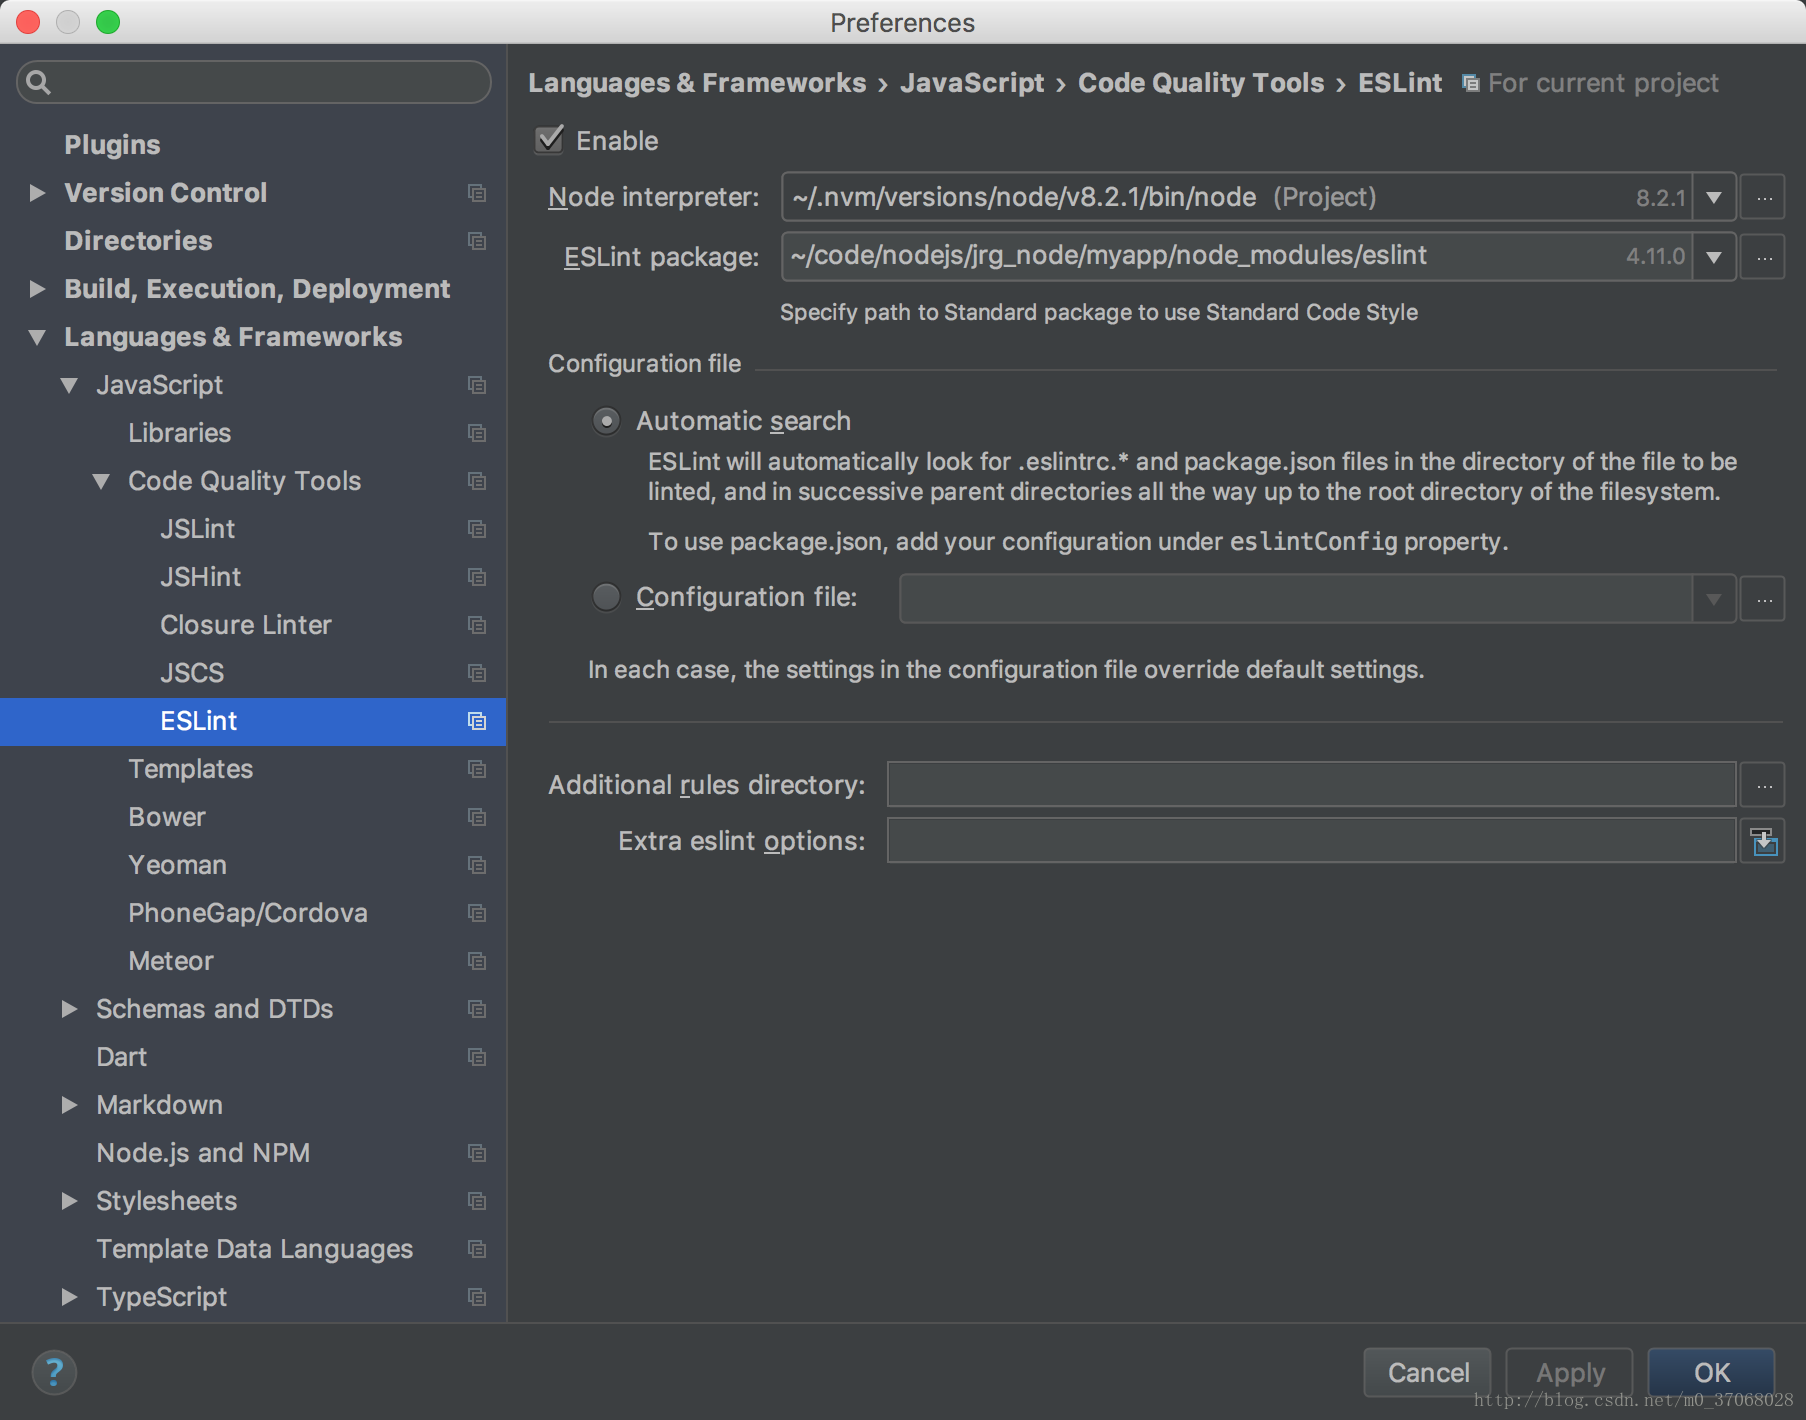 Preferences
Languages & Frameworks › JavaScript › Code Quality Tools › ESLint For current project
Plugins
Version Control
Directories
Build, Execution, Deployment
Languages & Frameworks
JavaScript
Libraries
Code Quality Tools
JSLint
JSHint
Closure Linter
JSCS
ESLint
Templates
Bower
Yeoman
PhoneGap/Cordova
Meteor
Schemas and DTDs
Dart
Markdown
Node.js and NPM
Stylesheets
Template Data Languages
TypeScript
Enable
Node interpreter: ~/.nvm/versions/node/v8.2.1/bin/node (Project) 8.2.1 ...
ESLint package: ~/code/nodejs/jrg_node/myapp/node_modules/eslint 4.11.0 ...
Specify path to Standard package to use Standard Code Style
Configuration file
Automatic search
ESLint will automatically look for .eslintrc.* and package.json files in the directory of the file to be
linted, and in successive parent directories all the way up to the root directory of the filesystem.
To use package.json, add your configuration under eslintConfig property.
Configuration file: ...
In each case, the settings in the configuration file override default settings.
Additional rules directory: ...
Extra eslint options:
?
Cancel Apply OK
http://blog.csdn.net/m0_37068028